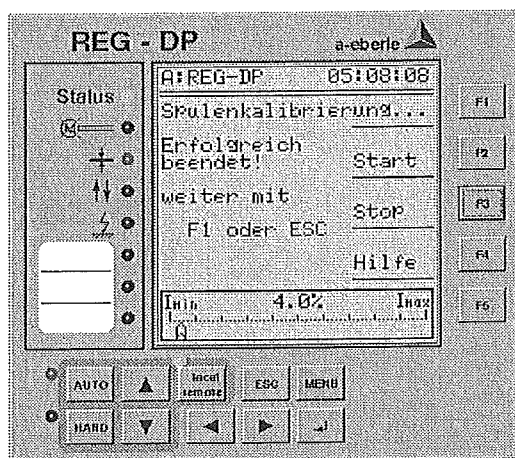 REG - DP
a-eberle
Status
M
A:REG-DP 05:08:08
Spulenkalibrierung...
Erfolgreich
beendet!
Start
weiter mit
Stop
F1 oder ESC
Hilfe
Imin 4.0% Imax
A
F1
F2
F3
F4
F5
AUTO
local
remote
ESC
MENU
HAND